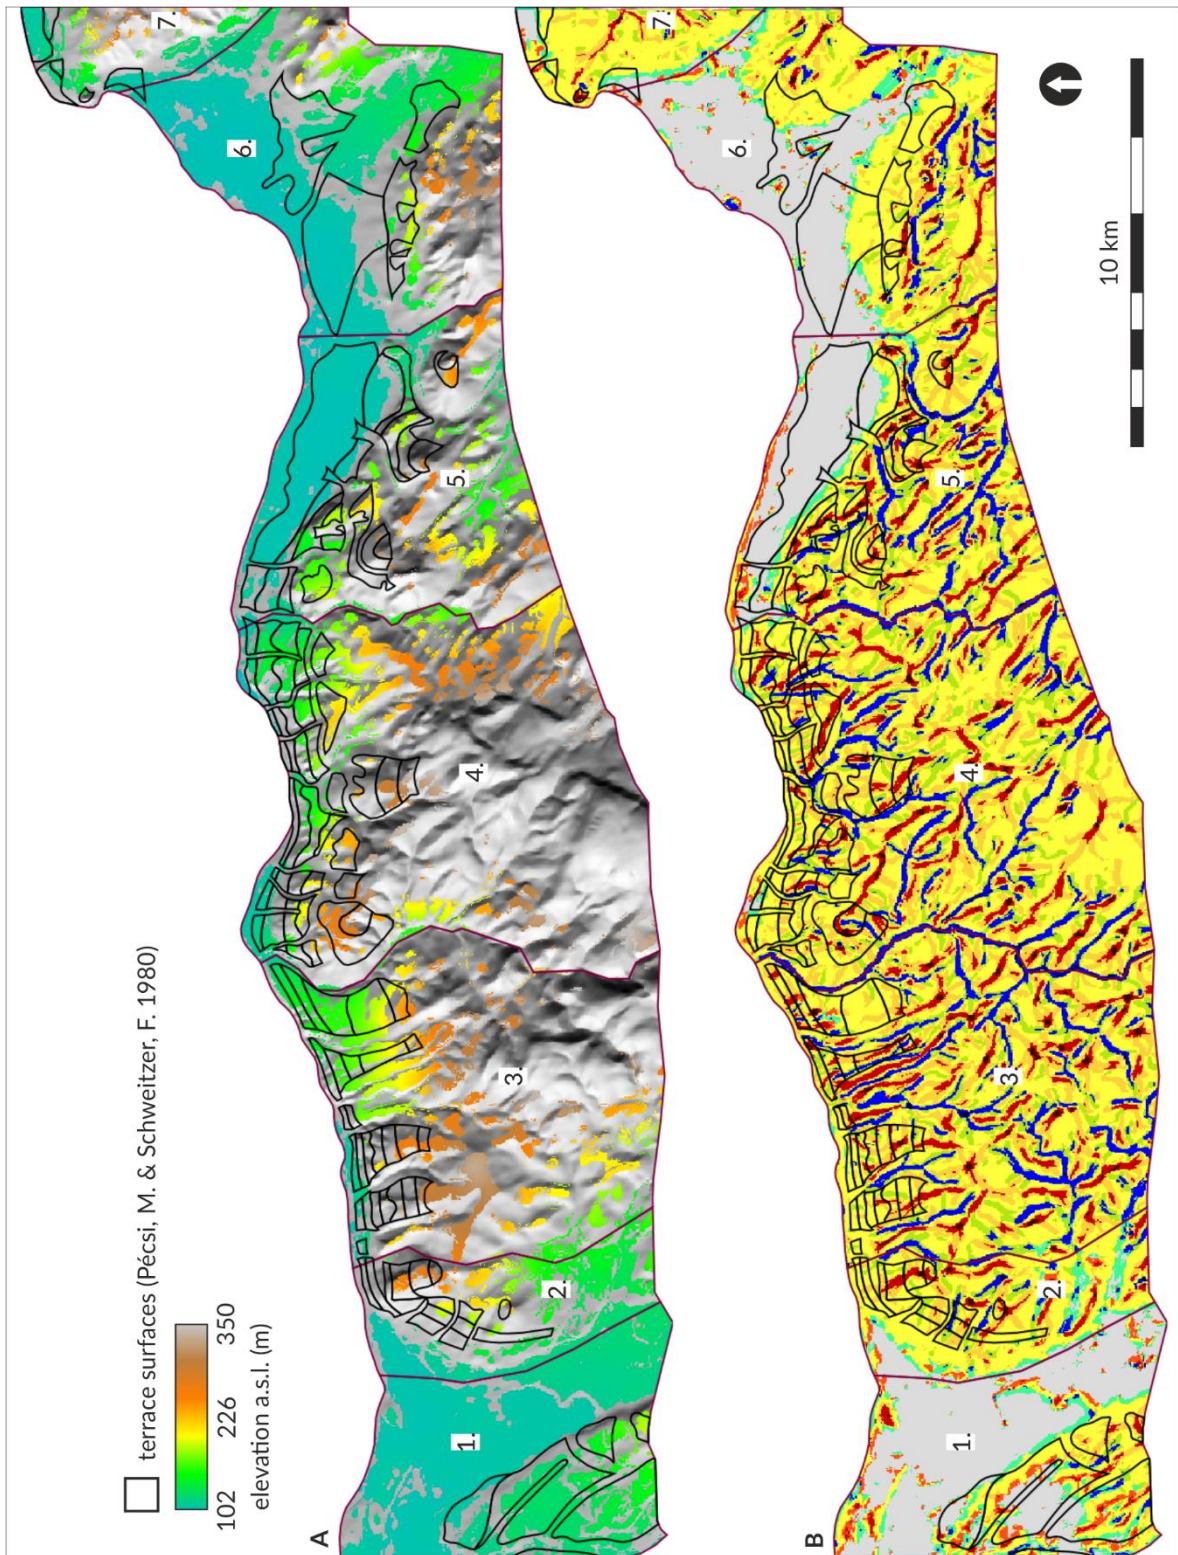 terrace surfaces (Pécsi, M. & Schweitzer, F. 1980)
102 226 350
elevation a.s.l. (m)
A
1.
2.
3.
4.
5.
6.
7.
B
1.
2.
3.
4.
5.
6.
7.
10 km